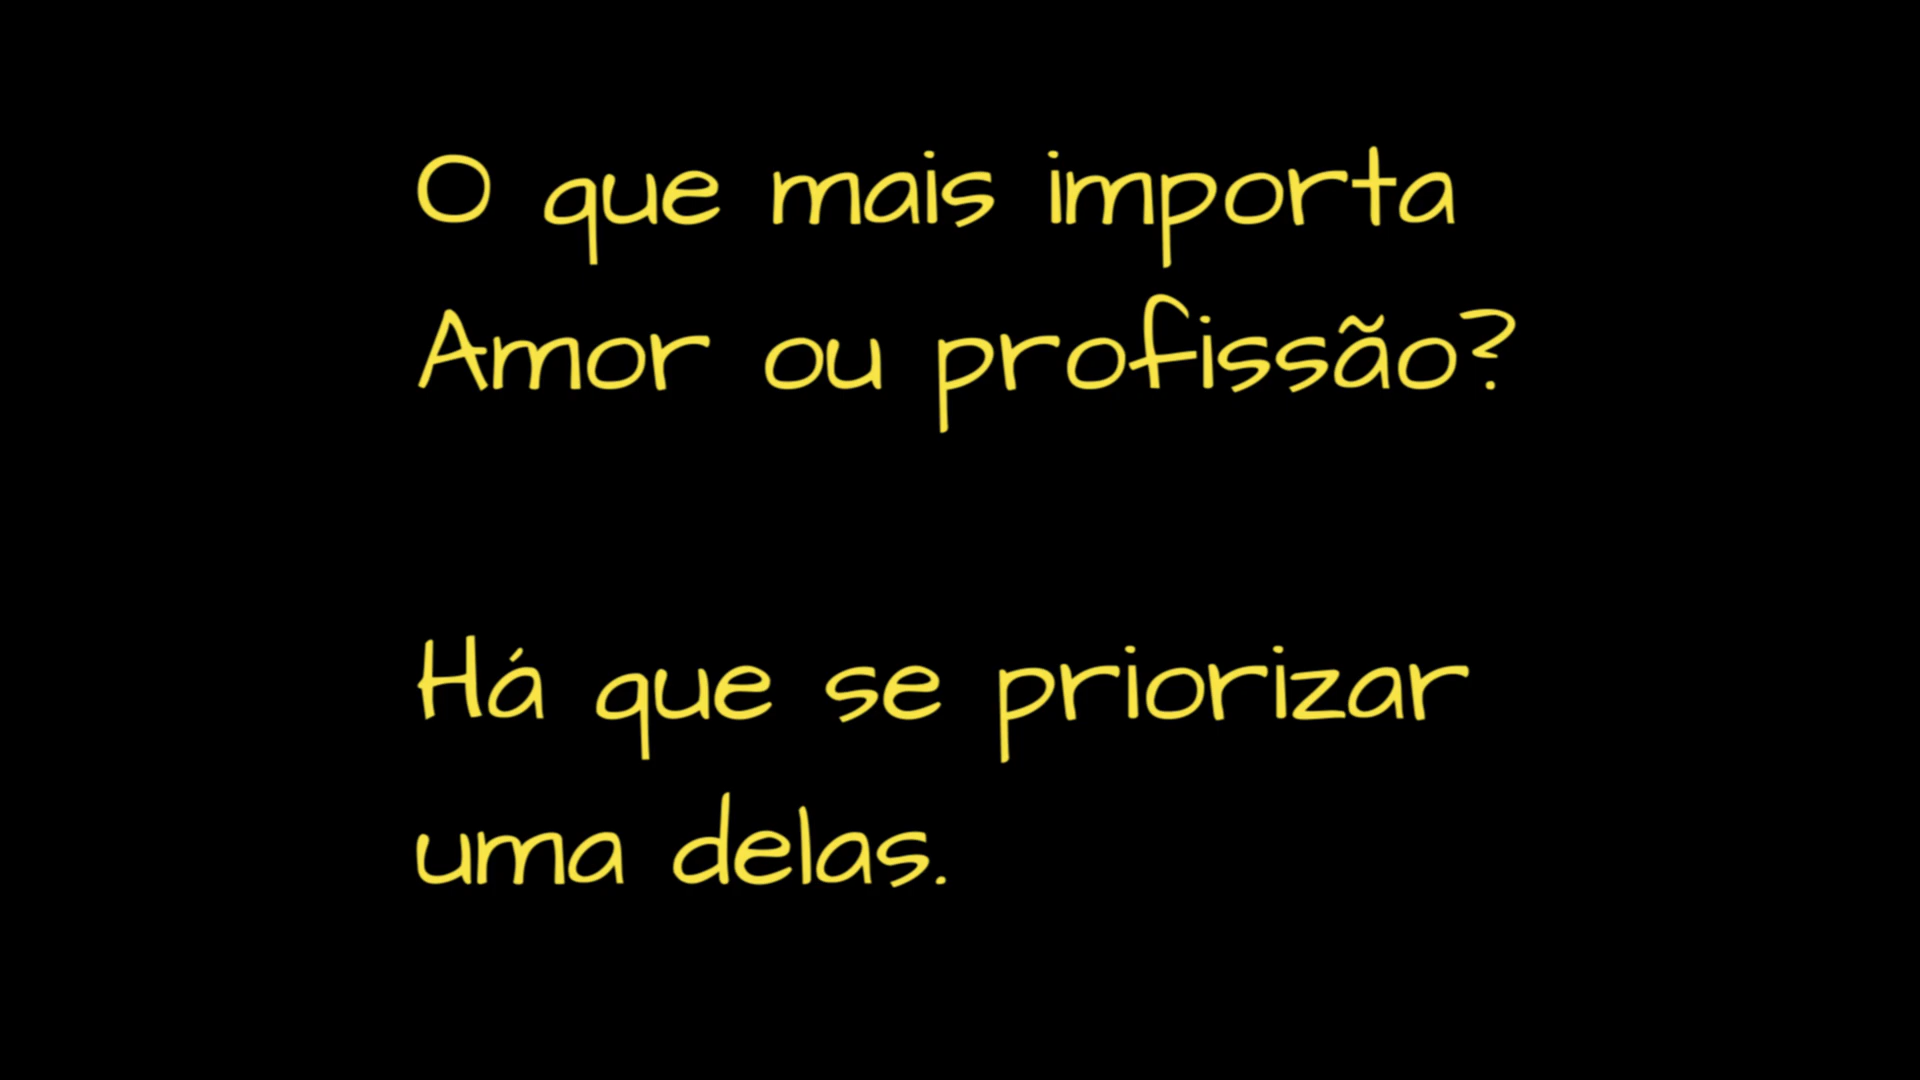 O que mais importa
Amor ou profissão?
Há que se priorizar
uma delas.